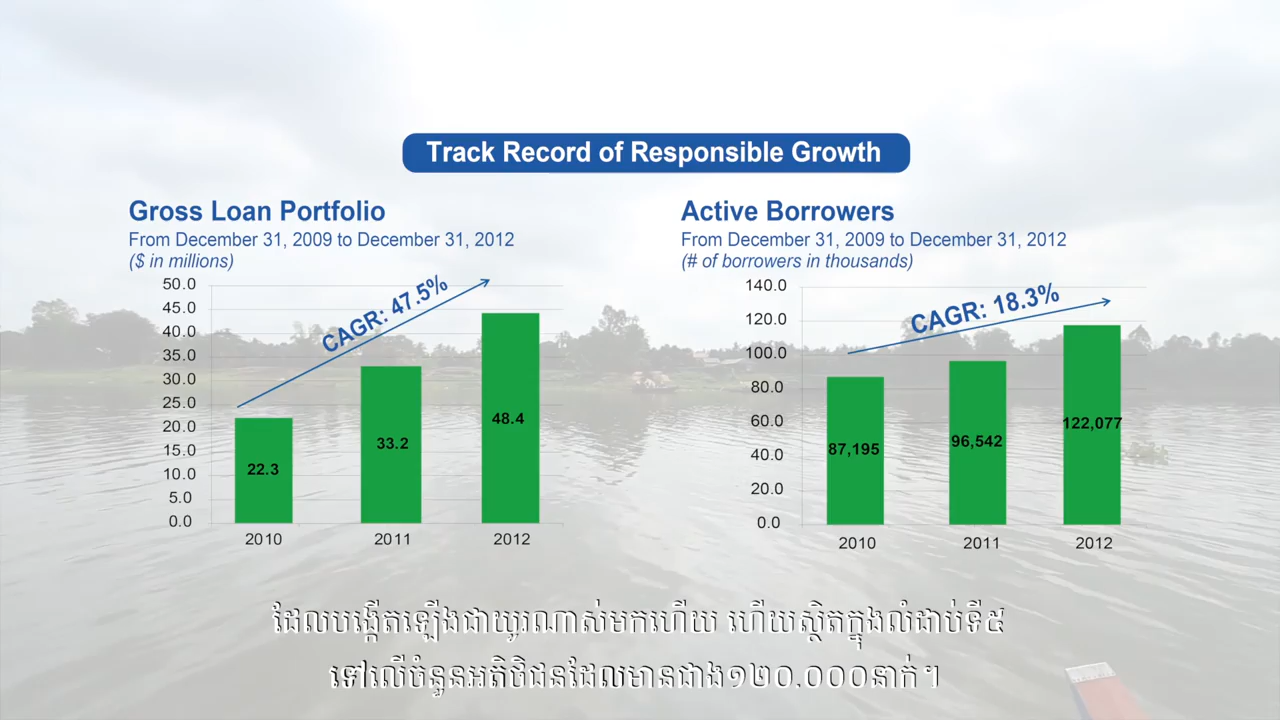 Track Record of Responsible Growth
Gross Loan Portfolio
From December 31, 2009 to December 31, 2012
($ in millions)
50.0
45.0
40.0
35.0
30.0
25.0
20.0
15.0
10.0
5.0
0.0
CAGR: 47.5%
22.3
33.2
48.4
2010
2011
2012
Active Borrowers
From December 31, 2009 to December 31, 2012
(# of borrowers in thousands)
140.0
120.0
100.0
80.0
60.0
40.0
20.0
0.0
CAGR: 18.3%
87,195
96,542
122,077
2010
2011
2012
ដែលបង្កើតឡើងជាយូរណាស់មកហើយ ហើយស្ថិតក្នុងលំដាប់ទី៥
ទៅលើចំនួនអតិថិជនដែលមានជាង១២០,០០០នាក់។